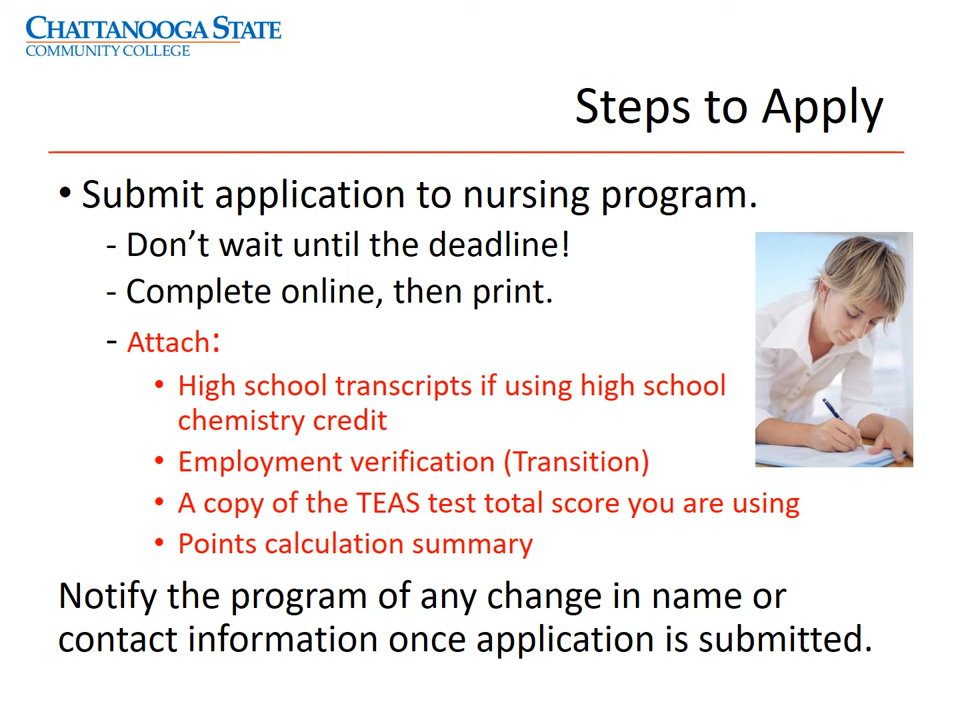 CHATTANOOGA STATE
COMMUNITY COLLEGE
Steps to Apply
• Submit application to nursing program.
- Don’t wait until the deadline!
- Complete online, then print.
- Attach:
• High school transcripts if using high school
chemistry credit
• Employment verification (Transition)
• A copy of the TEAS test total score you are using
• Points calculation summary
Notify the program of any change in name or
contact information once application is submitted.